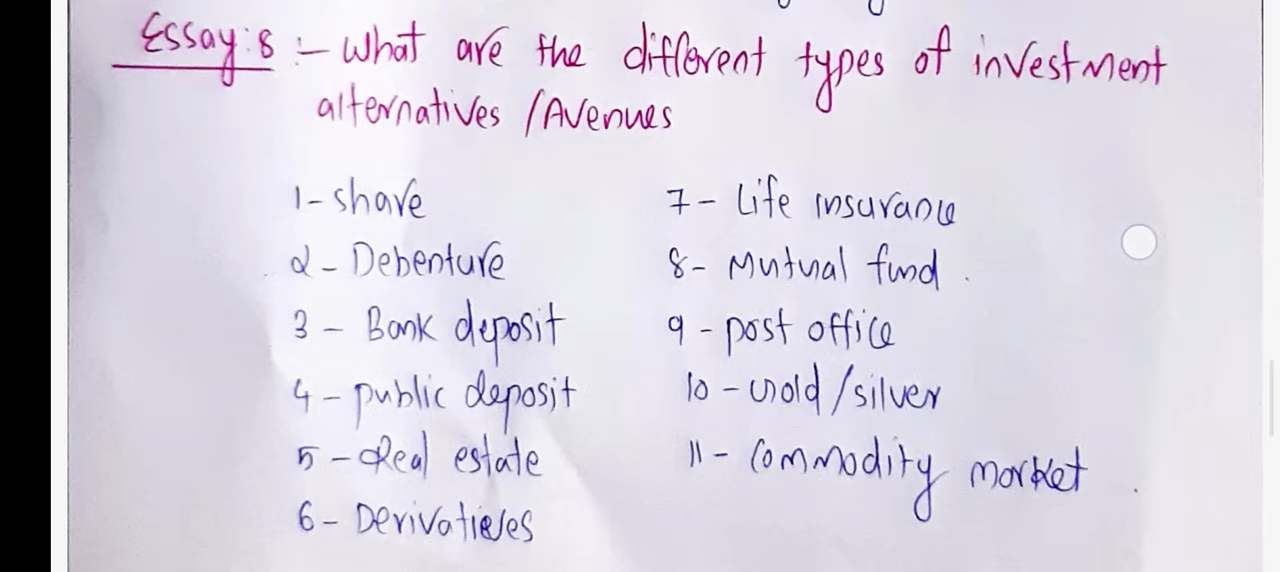 Essay:8 :- What are the different types of investment
alternatives /Avenues
1- share
2 - Debenture
3 - Bank deposit
4 - public deposit
5 - Real estate
6 - Derivatives
7 - Life insurance
8 - Mutual fund .
9 - post office
10 - Gold /silver
11 - Commodity market .